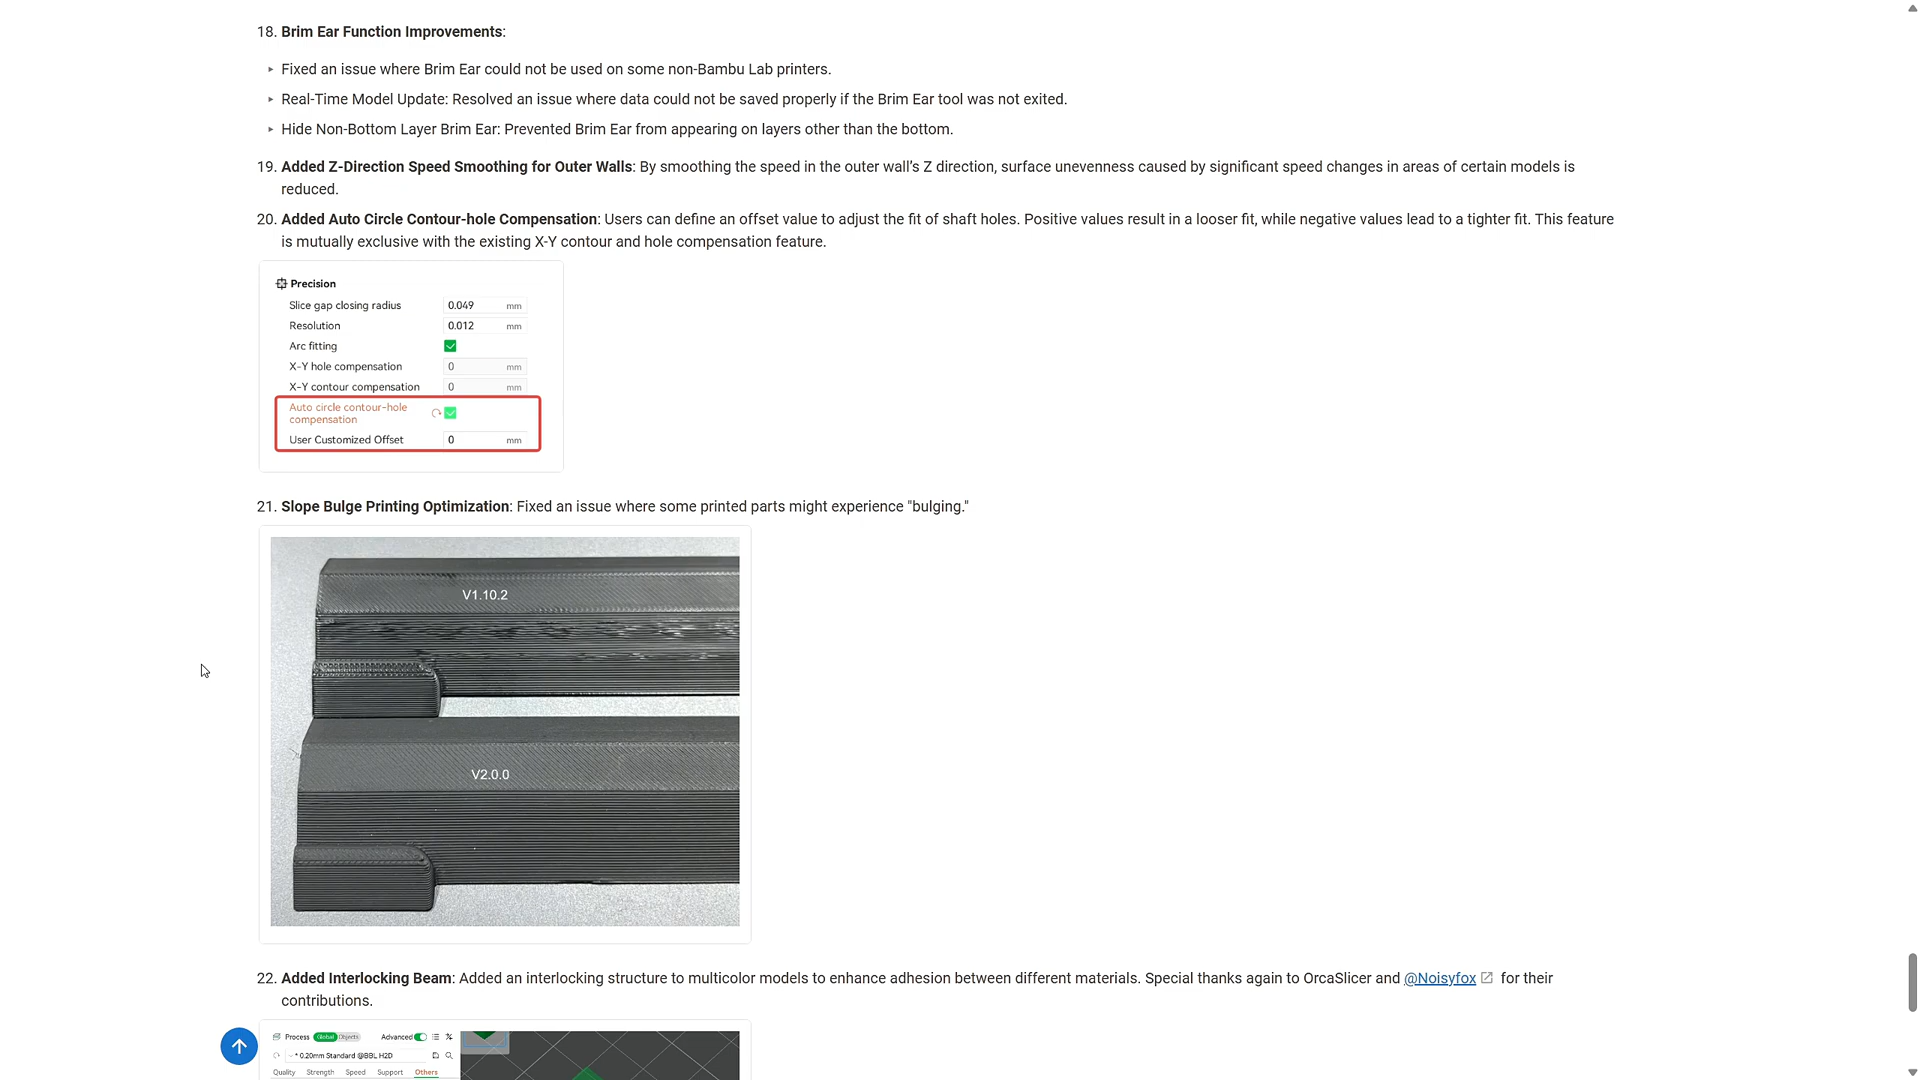 18. Brim Ear Function Improvements:
Fixed an issue where Brim Ear could not be used on some non-Bambu Lab printers.
Real-Time Model Update: Resolved an issue where data could not be saved properly if the Brim Ear tool was not exited.
Hide Non-Bottom Layer Brim Ear: Prevented Brim Ear from appearing on layers other than the bottom.
19. Added Z-Direction Speed Smoothing for Outer Walls: By smoothing the speed in the outer wall's Z direction, surface unevenness caused by significant speed changes in areas of certain models is
reduced.
20. Added Auto Circle Contour-hole Compensation: Users can define an offset value to adjust the fit of shaft holes. Positive values result in a looser fit, while negative values lead to a tighter fit. This feature
is mutually exclusive with the existing X-Y contour and hole compensation feature.
Precision
Slice gap closing radius 0.049 mm
Resolution 0.012 mm
Arc fitting
X-Y hole compensation 0 mm
X-Y contour compensation 0 mm
Auto circle contour-hole
compensation
User Customized Offset 0 mm
21. Slope Bulge Printing Optimization: Fixed an issue where some printed parts might experience "bulging."
V1.10.2
V2.0.0
22. Added Interlocking Beam: Added an interlocking structure to multicolor models to enhance adhesion between different materials. Special thanks again to OrcaSlicer and @Noisyfox for their
contributions.
Process Global Objects Advanced
* 0.20mm Standard @BBL H2D
Quality Strength Speed Support Others